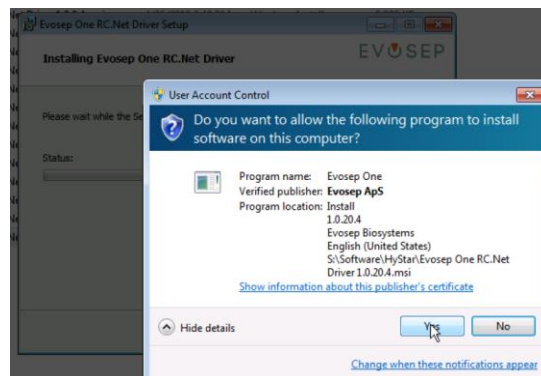 Evosep One RC.Net Driver Setup
Installing Evosep One RC.Net Driver
EVOSEP
Please wait while the Se
Status:
User Account Control
Do you want to allow the following program to install
software on this computer?
Program name: Evosep One
Verified publisher: Evosep ApS
Program location: Install
1.0.20.4
Evosep Biosystems
English (United States)
S:\Software\HyStar\Evosep One RC.Net
Driver 1.0.20.4.msi
Show information about this publisher's certificate
Hide details
Yes
No
Change when these notifications appear